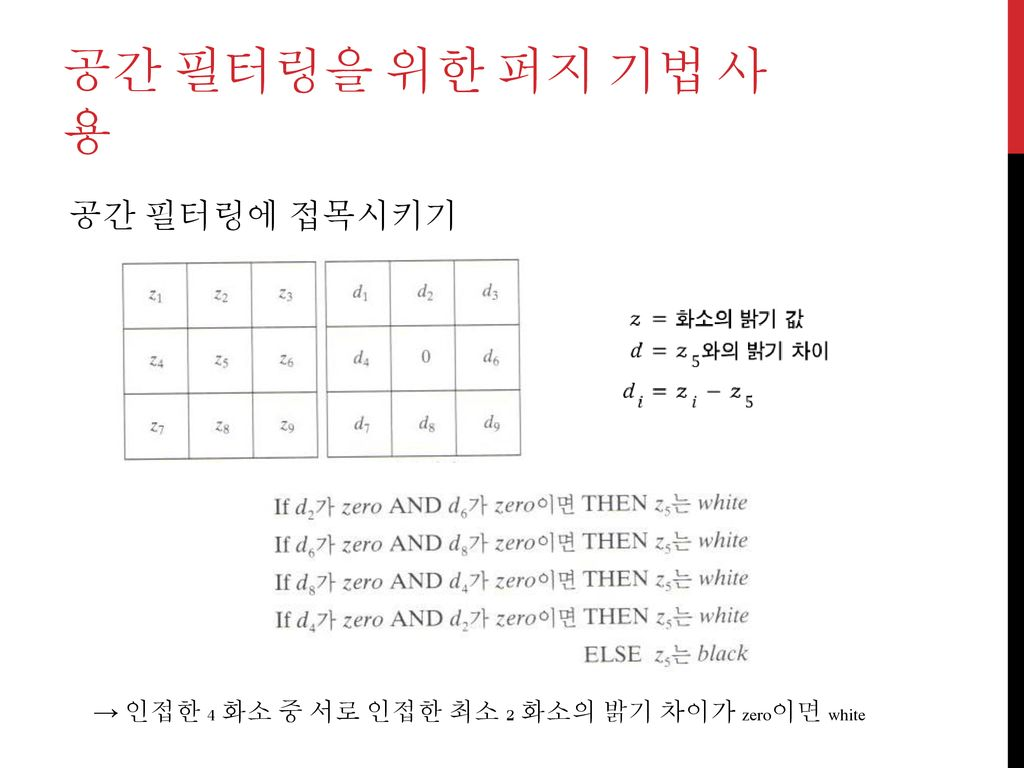 공간 필터링을 위한 퍼지 기법 사
용
공간 필터링에 접목시키기
z₁ z₂ z₃ d₁ d₂ d₃
z₄ z₅ z₆ d₄ 0 d₆
z₇ z₈ z₉ d₇ d₈ d₉
z = 화소의 밝기 값
d = z₅와의 밝기 차이
dᵢ = zᵢ − z₅
If d₂가 zero AND d₆가 zero이면 THEN z₅는 white
If d₆가 zero AND d₈가 zero이면 THEN z₅는 white
If d₈가 zero AND d₄가 zero이면 THEN z₅는 white
If d₄가 zero AND d₂가 zero이면 THEN z₅는 white
ELSE z₅는 black
→ 인접한 4 화소 중 서로 인접한 최소 2 화소의 밝기 차이가 zero이면 white